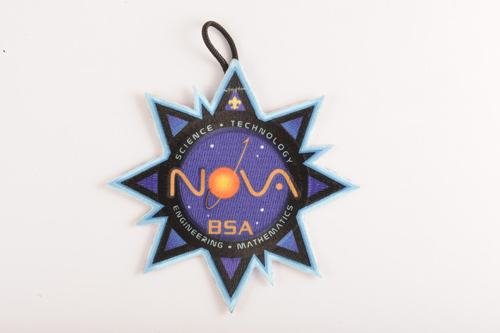 SCIENCE • TECHNOLOGY
NOVA
BSA
ENGINEERING • MATHEMATICS